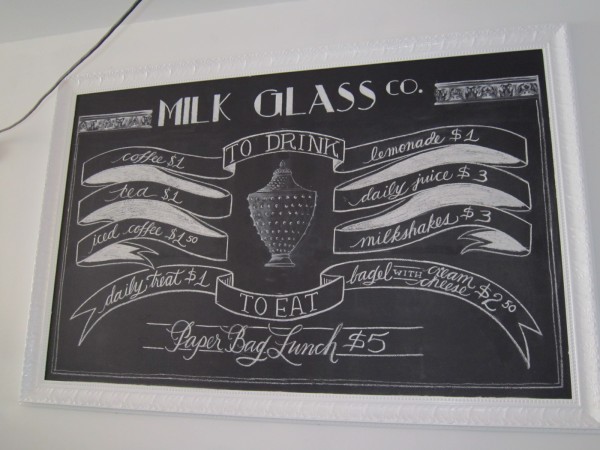 MILK GLASS CO.
TO DRINK
coffee $1
tea $1
iced coffee $1.50
lemonade $1
daily juice $3
milkshakes $3
TO EAT
daily treat $1
bagel WITH cream cheese $2.50
Paper Bag Lunch $5